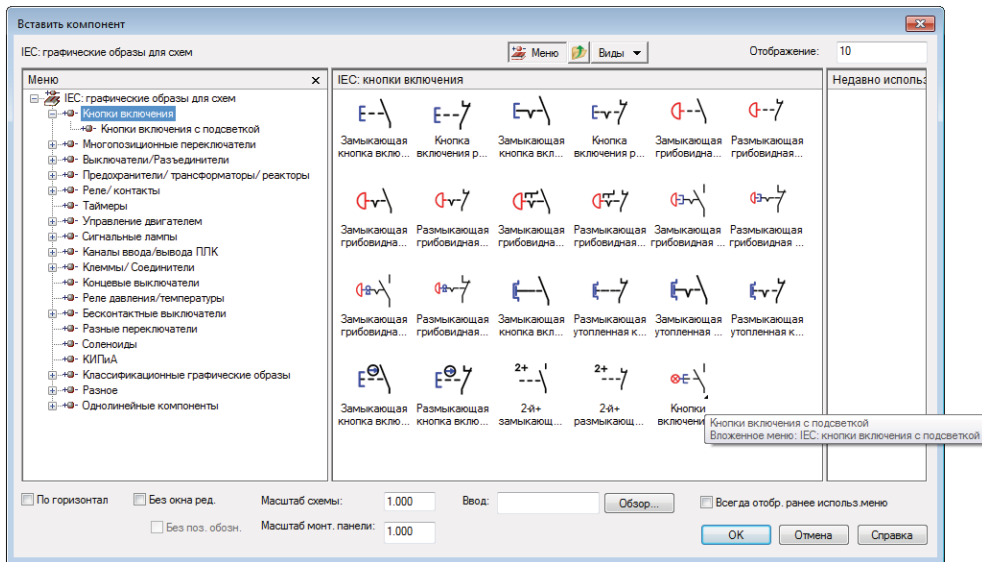 Вставить компонент
IEC: графические образы для схем
Меню
Виды
Отображение:
10
Меню
x
IEC: кнопки включения
Недавно использ
IEC: графические образы для схем
Кнопки включения
Кнопки включения с подсветкой
Многопозиционные переключатели
Выключатели/Разъединители
Предохранители/ трансформаторы/ реакторы
Реле/ контакты
Таймеры
Управление двигателем
Сигнальные лампы
Каналы ввода/вывода ПЛК
Клеммы/ Соединители
Концевые выключатели
Реле давления/температуры
Бесконтактные выключатели
Разные переключатели
Соленоиды
КИПиА
Классификационные графические образы
Разное
Однолинейные компоненты
Замыкающая Кнопка Замыкающая Кнопка Замыкающая Размыкающая
кнопка вклю... включения р... кнопка вкл... включения р... грибовидна... грибовидная...
Замыкающая Размыкающая Замыкающая Размыкающая Замыкающая Размыкающая
грибовидна... грибовидная... грибовидна... грибовидная... грибовидная ... грибовидная ...
Замыкающая Размыкающая Замыкающая Размыкающая Замыкающая Размыкающая
грибовидна... грибовидная... кнопка вкл... утопленная к... утопленная ... утопленная к...
2+ 2+
Замыкающая Размыкающая 2-й+ 2-й+ Кнопки
кнопка вклю... кнопка вклю... замыкающ... размыкающ... включени
Кнопки включения с подсветкой
Вложенное меню: IEC: кнопки включения с подсветкой
По горизонтал
Без окна ред.
Масштаб схемы:
1.000
Ввод:
Обзор...
Всегда отобр. ранее использ.меню
Без поз. обозн.
Масштаб монт. панели:
1.000
OK
Отмена
Справка